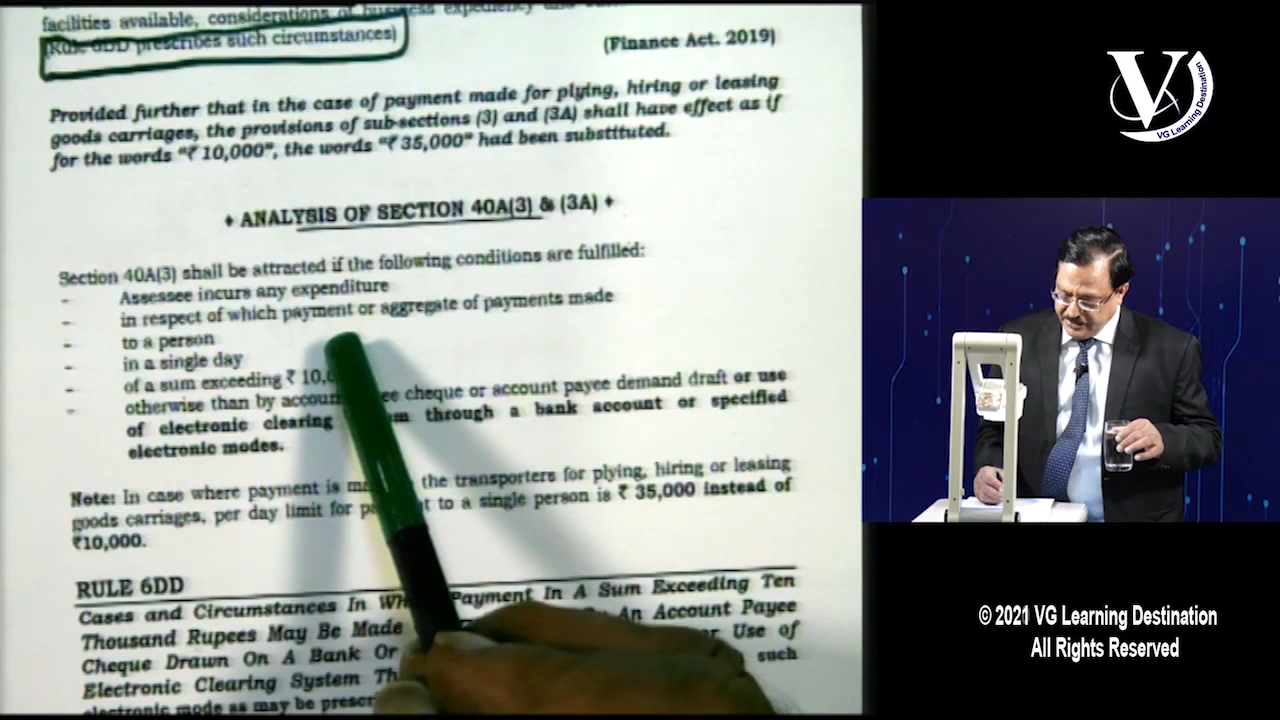 facilities available, considerations of business expediency and
(Rule 6DD prescribes such circumstances)
(Finance Act. 2019)
Provided further that in the case of payment made for plying, hiring or leasing
goods carriages, the provisions of sub-sections (3) and (3A) shall have effect as if
for the words "₹ 10,000", the words "₹ 35,000" had been substituted.
♦ ANALYSIS OF SECTION 40A(3) & (3A) ♦
Section 40A(3) shall be attracted if the following conditions are fulfilled:
- Assessee incurs any expenditure
- in respect of which payment or aggregate of payments made
- to a person
- in a single day
- of a sum exceeding ₹ 10,
- otherwise than by cheque or account payee demand draft or use
of electronic clearing through a bank account or specified
electronic modes.
Note: In case where payment is the transporters for plying, hiring or leasing
goods carriages, per day limit for to a single person is ₹ 35,000 instead of
₹10,000.
RULE 6DD
Cases and Circumstances In Payment In A Sum Exceeding Ten
Thousand Rupees May Be Made An Account Payee
Cheque Drawn On A Bank Or Use of
Electronic Clearing System such
electronic mode as may be
V
VG Learning Destination
© 2021 VG Learning Destination
All Rights Reserved